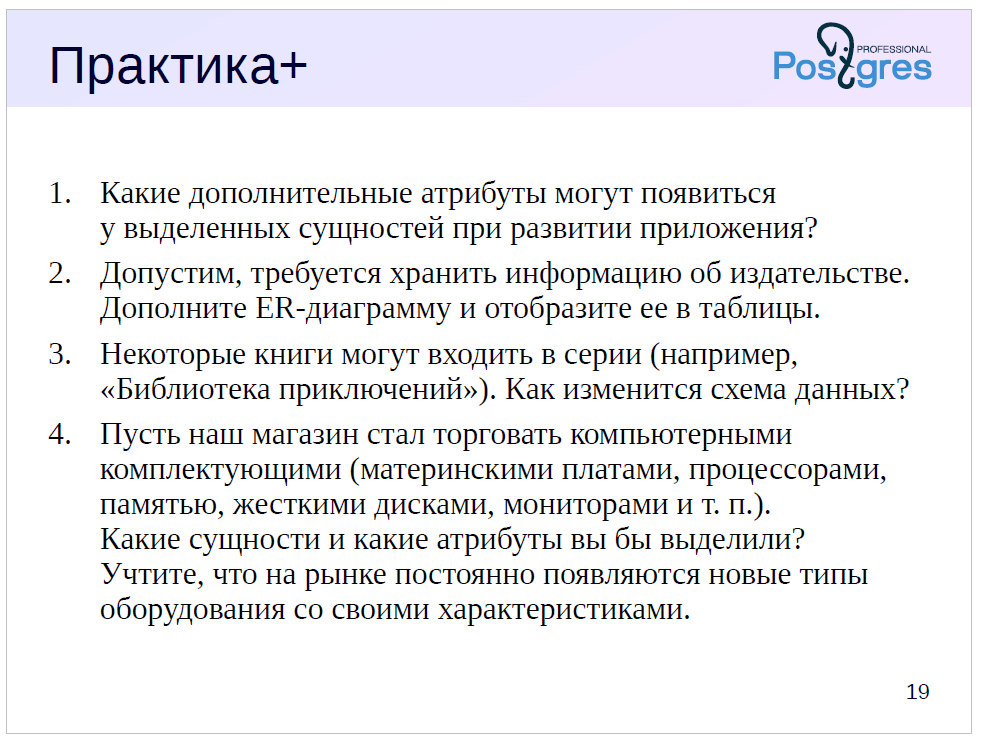 Практика+
PROFESSIONAL
Postgres
1. Какие дополнительные атрибуты могут появиться
у выделенных сущностей при развитии приложения?
2. Допустим, требуется хранить информацию об издательстве.
Дополните ER-диаграмму и отобразите ее в таблицы.
3. Некоторые книги могут входить в серии (например,
«Библиотека приключений»). Как изменится схема данных?
4. Пусть наш магазин стал торговать компьютерными
комплектующими (материнскими платами, процессорами,
памятью, жесткими дисками, мониторами и т. п.).
Какие сущности и какие атрибуты вы бы выделили?
Учтите, что на рынке постоянно появляются новые типы
оборудования со своими характеристиками.
19